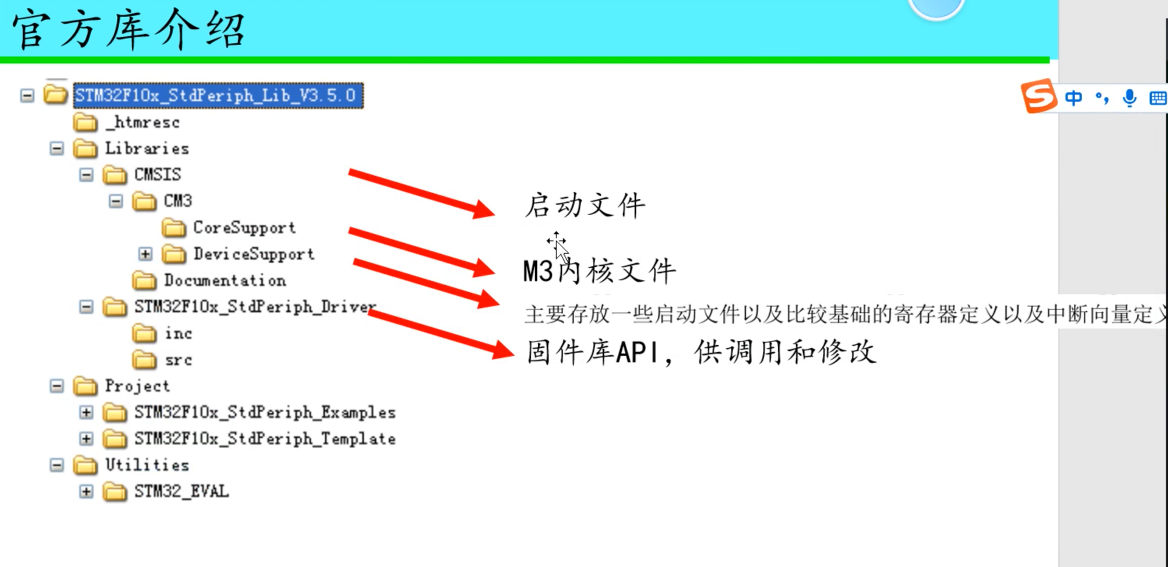 官方库介绍
STM32F10x_StdPeriph_Lib_V3.5.0
_htmresc
Libraries
CMSIS
CM3
CoreSupport
DeviceSupport
Documentation
STM32F10x_StdPeriph_Driver
inc
src
Project
STM32F10x_StdPeriph_Examples
STM32F10x_StdPeriph_Template
Utilities
STM32_EVAL
启动文件
M3内核文件
主要存放一些启动文件以及比较基础的寄存器定义以及中断向量定义
固件库API，供调用和修改
S中